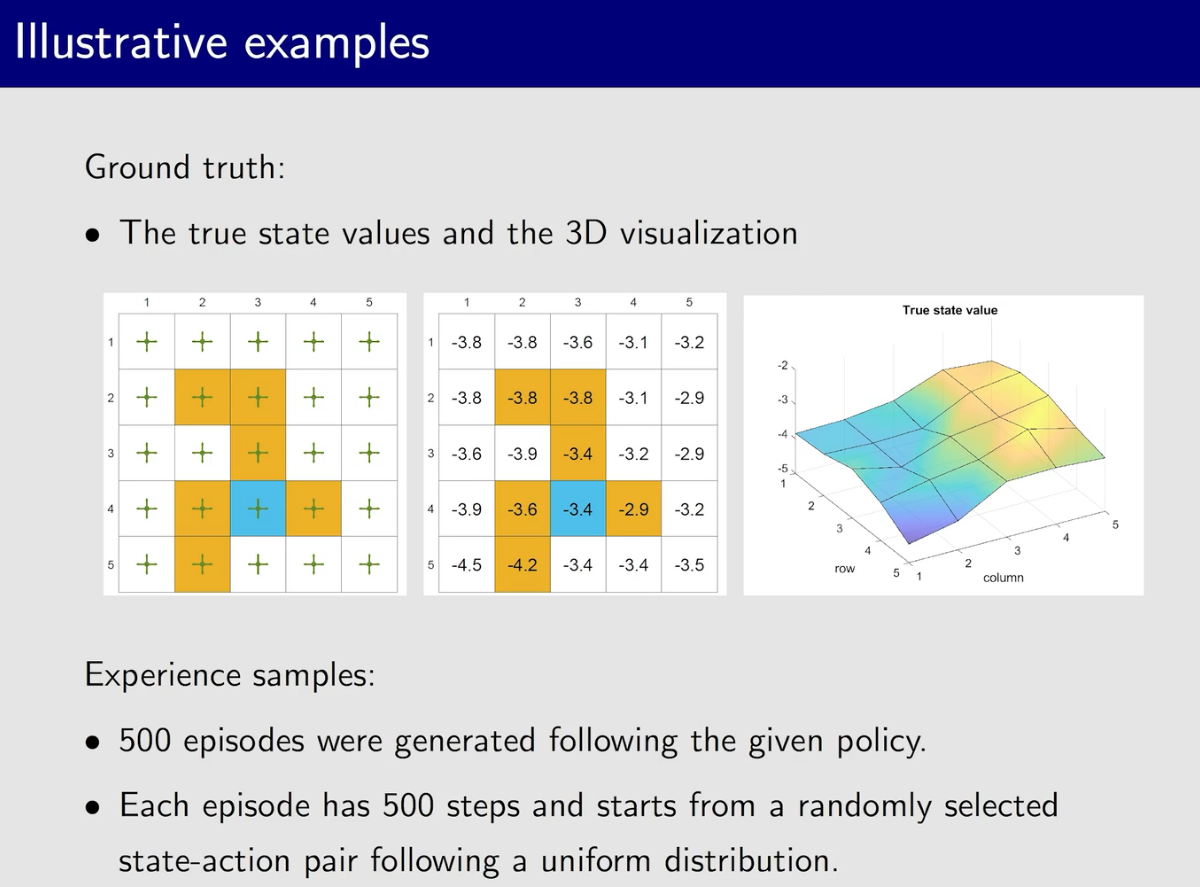 Illustrative examples
Ground truth:
• The true state values and the 3D visualization
1 2 3 4 5
1
2
3
4
5
1 2 3 4 5
1 -3.8 -3.8 -3.6 -3.1 -3.2
2 -3.8 -3.8 -3.8 -3.1 -2.9
3 -3.6 -3.9 -3.4 -3.2 -2.9
4 -3.9 -3.6 -3.4 -2.9 -3.2
5 -4.5 -4.2 -3.4 -3.4 -3.5
True state value
-2
-3
-4
-5
1
2
3
4
5
row
1
2
3
4
5
column
Experience samples:
• 500 episodes were generated following the given policy.
• Each episode has 500 steps and starts from a randomly selected
state-action pair following a uniform distribution.